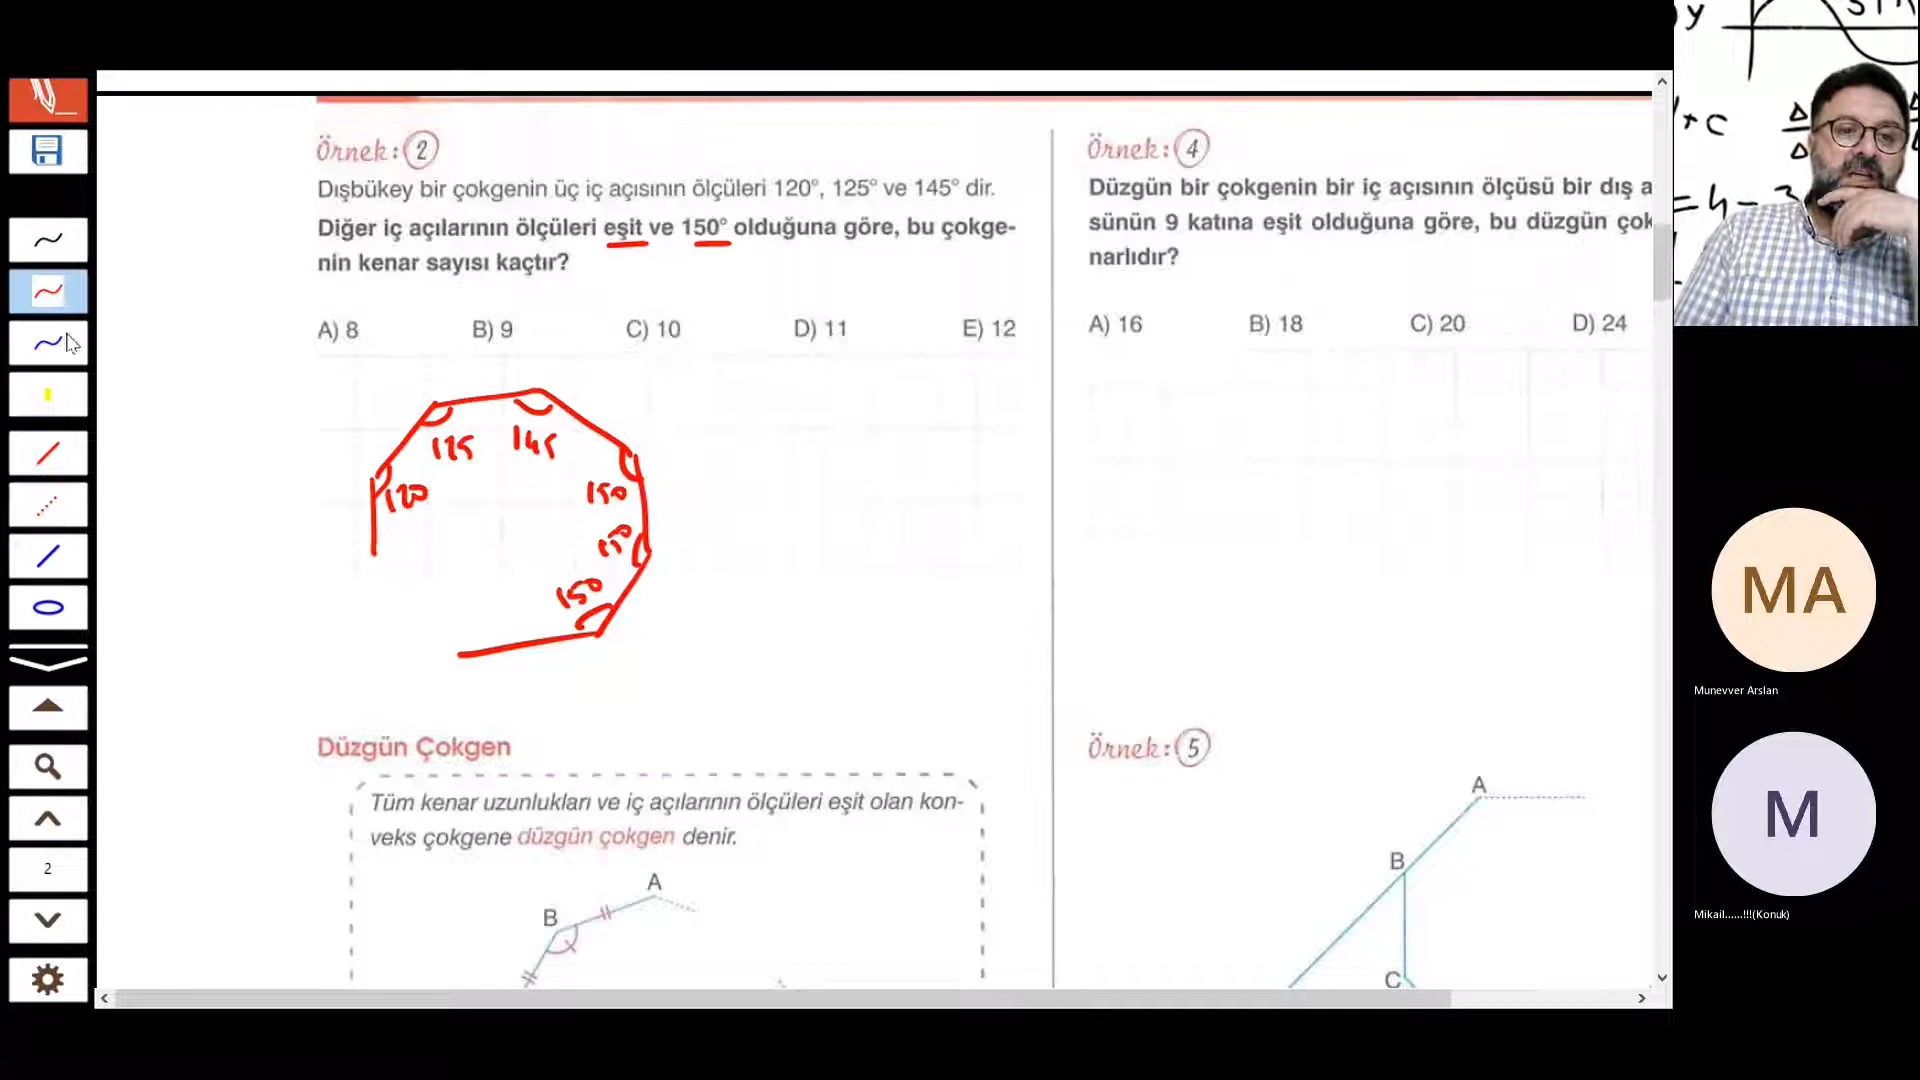 Örnek: 2
Dışbükey bir çokgenin üç iç açısının ölçüleri 120°, 125° ve 145° dir.
Diğer iç açılarının ölçüleri eşit ve 150° olduğuna göre, bu çokge-
nin kenar sayısı kaçtır?
A) 8 B) 9 C) 10 D) 11 E) 12
125 145
120
150
150
150
Düzgün Çokgen
Tüm kenar uzunlukları ve iç açılarının ölçüleri eşit olan kon-
veks çokgene düzgün çokgen denir.
A
B
x
Örnek: 4
Düzgün bir çokgenin bir iç açısının ölçüsü bir dış a
sünün 9 katına eşit olduğuna göre, bu düzgün çok
narlıdır?
A) 16 B) 18 C) 20 D) 24
Örnek: 5
A
B
C
2
y
+ c
MA
Munevver Arslan
M
Mikail......!!!(Konuk)